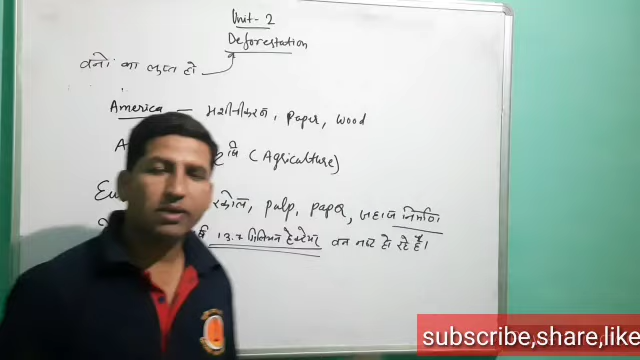 Unit-2
Deforestation
वनो का लुप्त हो
America — मशीनीकरण, Paper, Wood
(Agriculture)
pulp, paper, जहाज निर्माण
13.7 मिलियन हेक्टेयर वन नष्ट हो रहे हैं।
subscribe,share,like